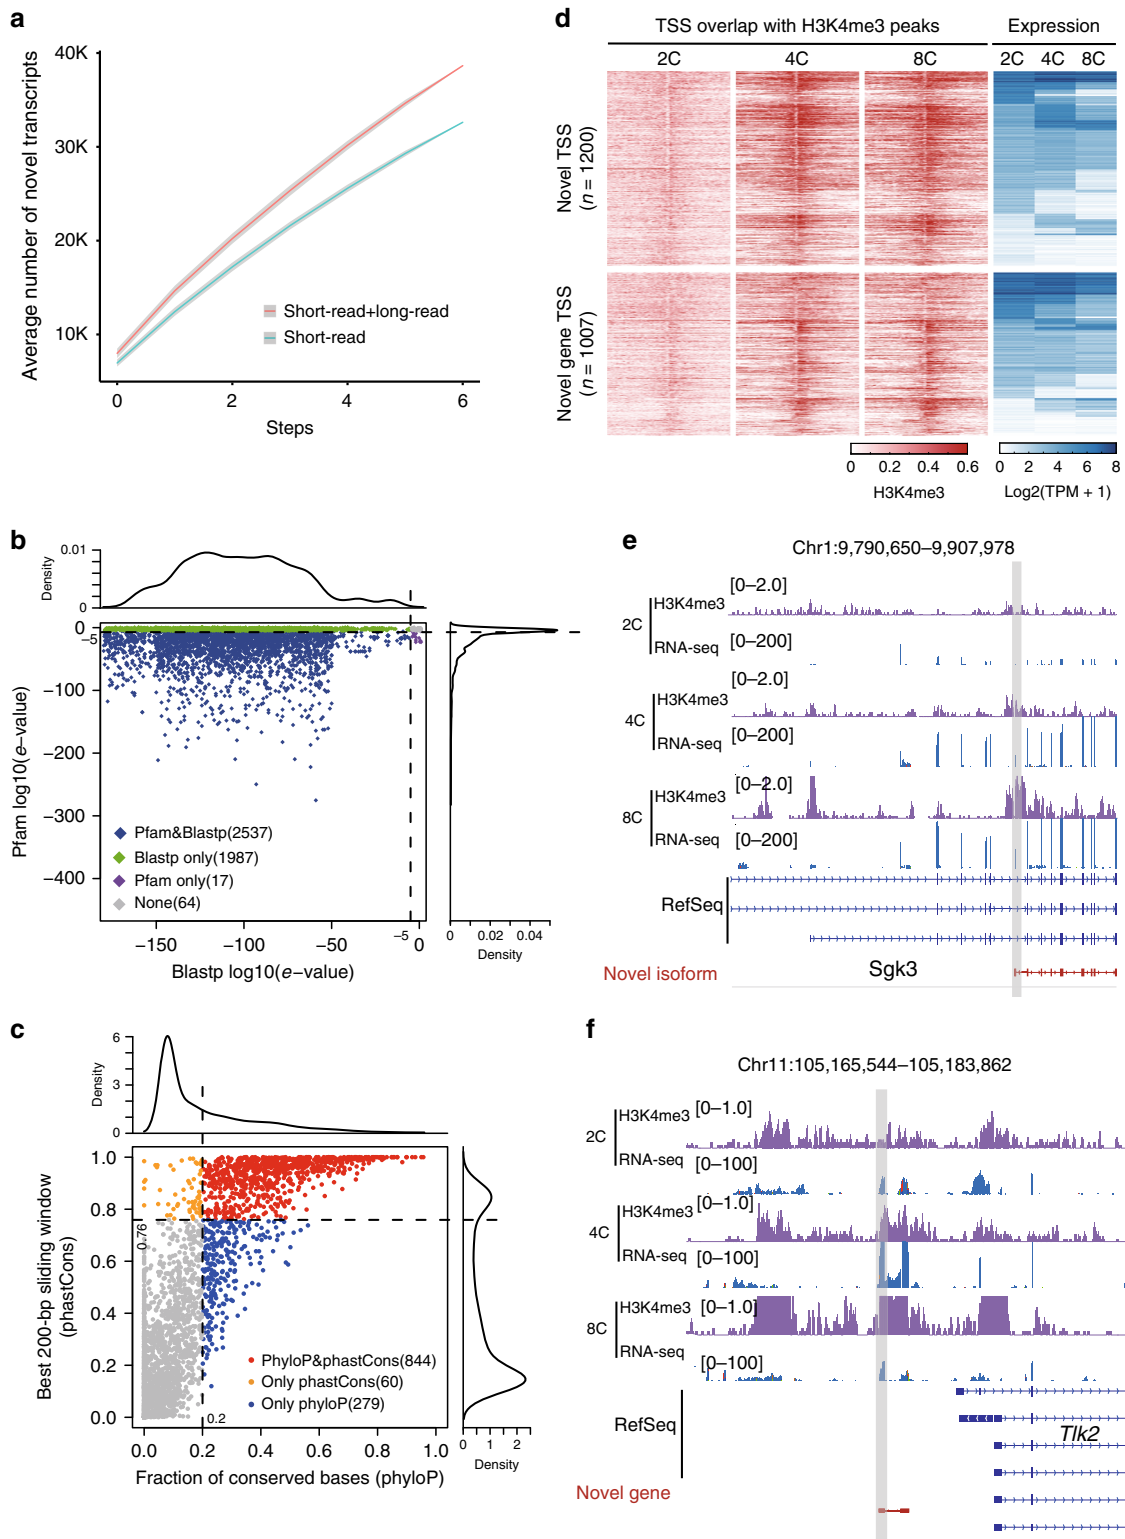 a
40K
30K
20K
10K
Average number of novel transcripts
0 2 4 6
Steps
Short-read+long-read
Short-read
b
0.01
0
Density
0
−5
−100
−200
−300
−400
Pfam log10(e−value)
Pfam&Blastp(2537)
Blastp only(1987)
Pfam only(17)
None(64)
−150 −100 −50 −5 0
Blastp log10(e−value)
0 0.02 0.04
Density
c
6
3
0
Density
1.0
0.8
0.6
0.4
0.2
0.0
0.76
0.2
Best 200-bp sliding window
(phastCons)
PhyloP&phastCons(844)
Only phastCons(60)
Only phyloP(279)
0.0 0.2 0.4 0.6 0.8 1.0
Fraction of conserved bases (phyloP)
0 1 2
Density
d
TSS overlap with H3K4me3 peaks
Expression
2C 4C 8C
2C 4C 8C
Novel TSS
(n = 1200)
Novel gene TSS
(n = 1007)
0 0.2 0.4 0.6
H3K4me3
0 2 4 6 8
Log2(TPM + 1)
e
Chr1:9,790,650–9,907,978
2C
H3K4me3
[0–2.0]
RNA-seq
[0–200]
4C
H3K4me3
[0–2.0]
RNA-seq
[0–200]
8C
H3K4me3
[0–2.0]
RNA-seq
[0–200]
RefSeq
Novel isoform
Sgk3
f
Chr11:105,165,544–105,183,862
2C
H3K4me3
[0–1.0]
RNA-seq
[0–100]
4C
H3K4me3
[0–1.0]
RNA-seq
[0–100]
8C
H3K4me3
[0–1.0]
RNA-seq
[0–100]
RefSeq
Tlk2
Novel gene